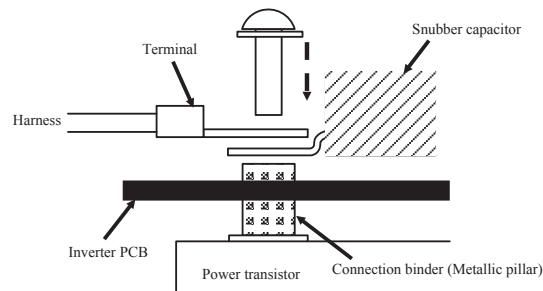 Snubber capacitor
Terminal
Harness
Inverter PCB
Connection binder (Metallic pillar)
Power transistor